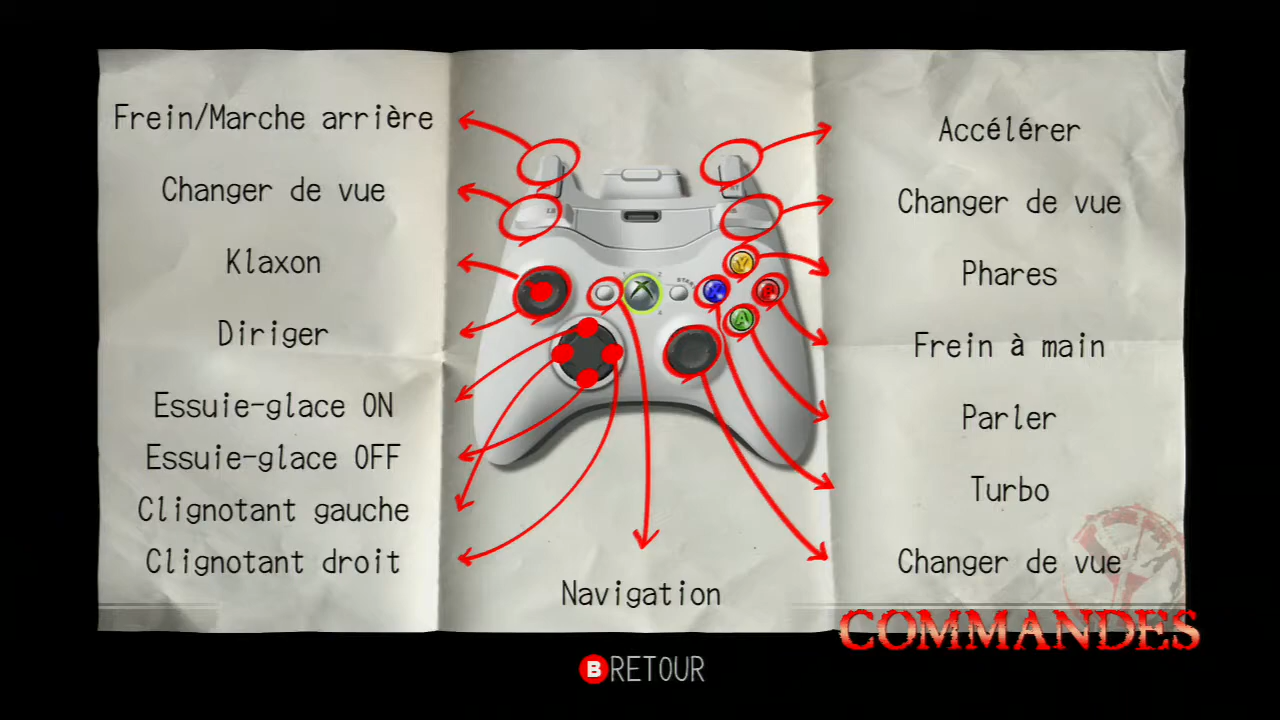 Frein/Marche arrière
Changer de vue
Klaxon
Diriger
Essuie-glace ON
Essuie-glace OFF
Clignotant gauche
Clignotant droit
Navigation
Accélérer
Changer de vue
Phares
Frein à main
Parler
Turbo
Changer de vue
Y
X
B
A
COMMANDES
B RETOUR